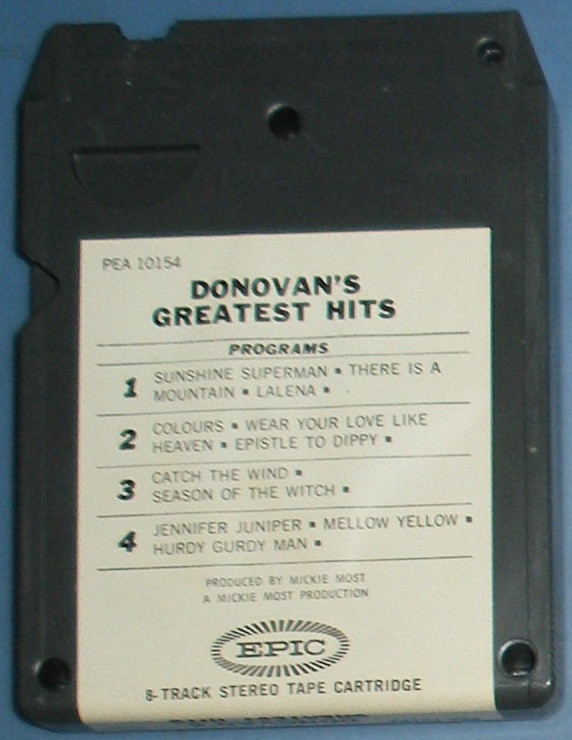 PEA 10154
DONOVAN'S
GREATEST HITS
PROGRAMS
1 SUNSHINE SUPERMAN ▪ THERE IS A
MOUNTAIN ▪ LALENA ▪
2 COLOURS ▪ WEAR YOUR LOVE LIKE
HEAVEN ▪ EPISTLE TO DIPPY ▪
3 CATCH THE WIND ▪
SEASON OF THE WITCH ▪
4 JENNIFER JUNIPER ▪ MELLOW YELLOW ▪
HURDY GURDY MAN ▪
PRODUCED BY MICKIE MOST
A MICKIE MOST PRODUCTION
EPIC
8-TRACK STEREO TAPE CARTRIDGE